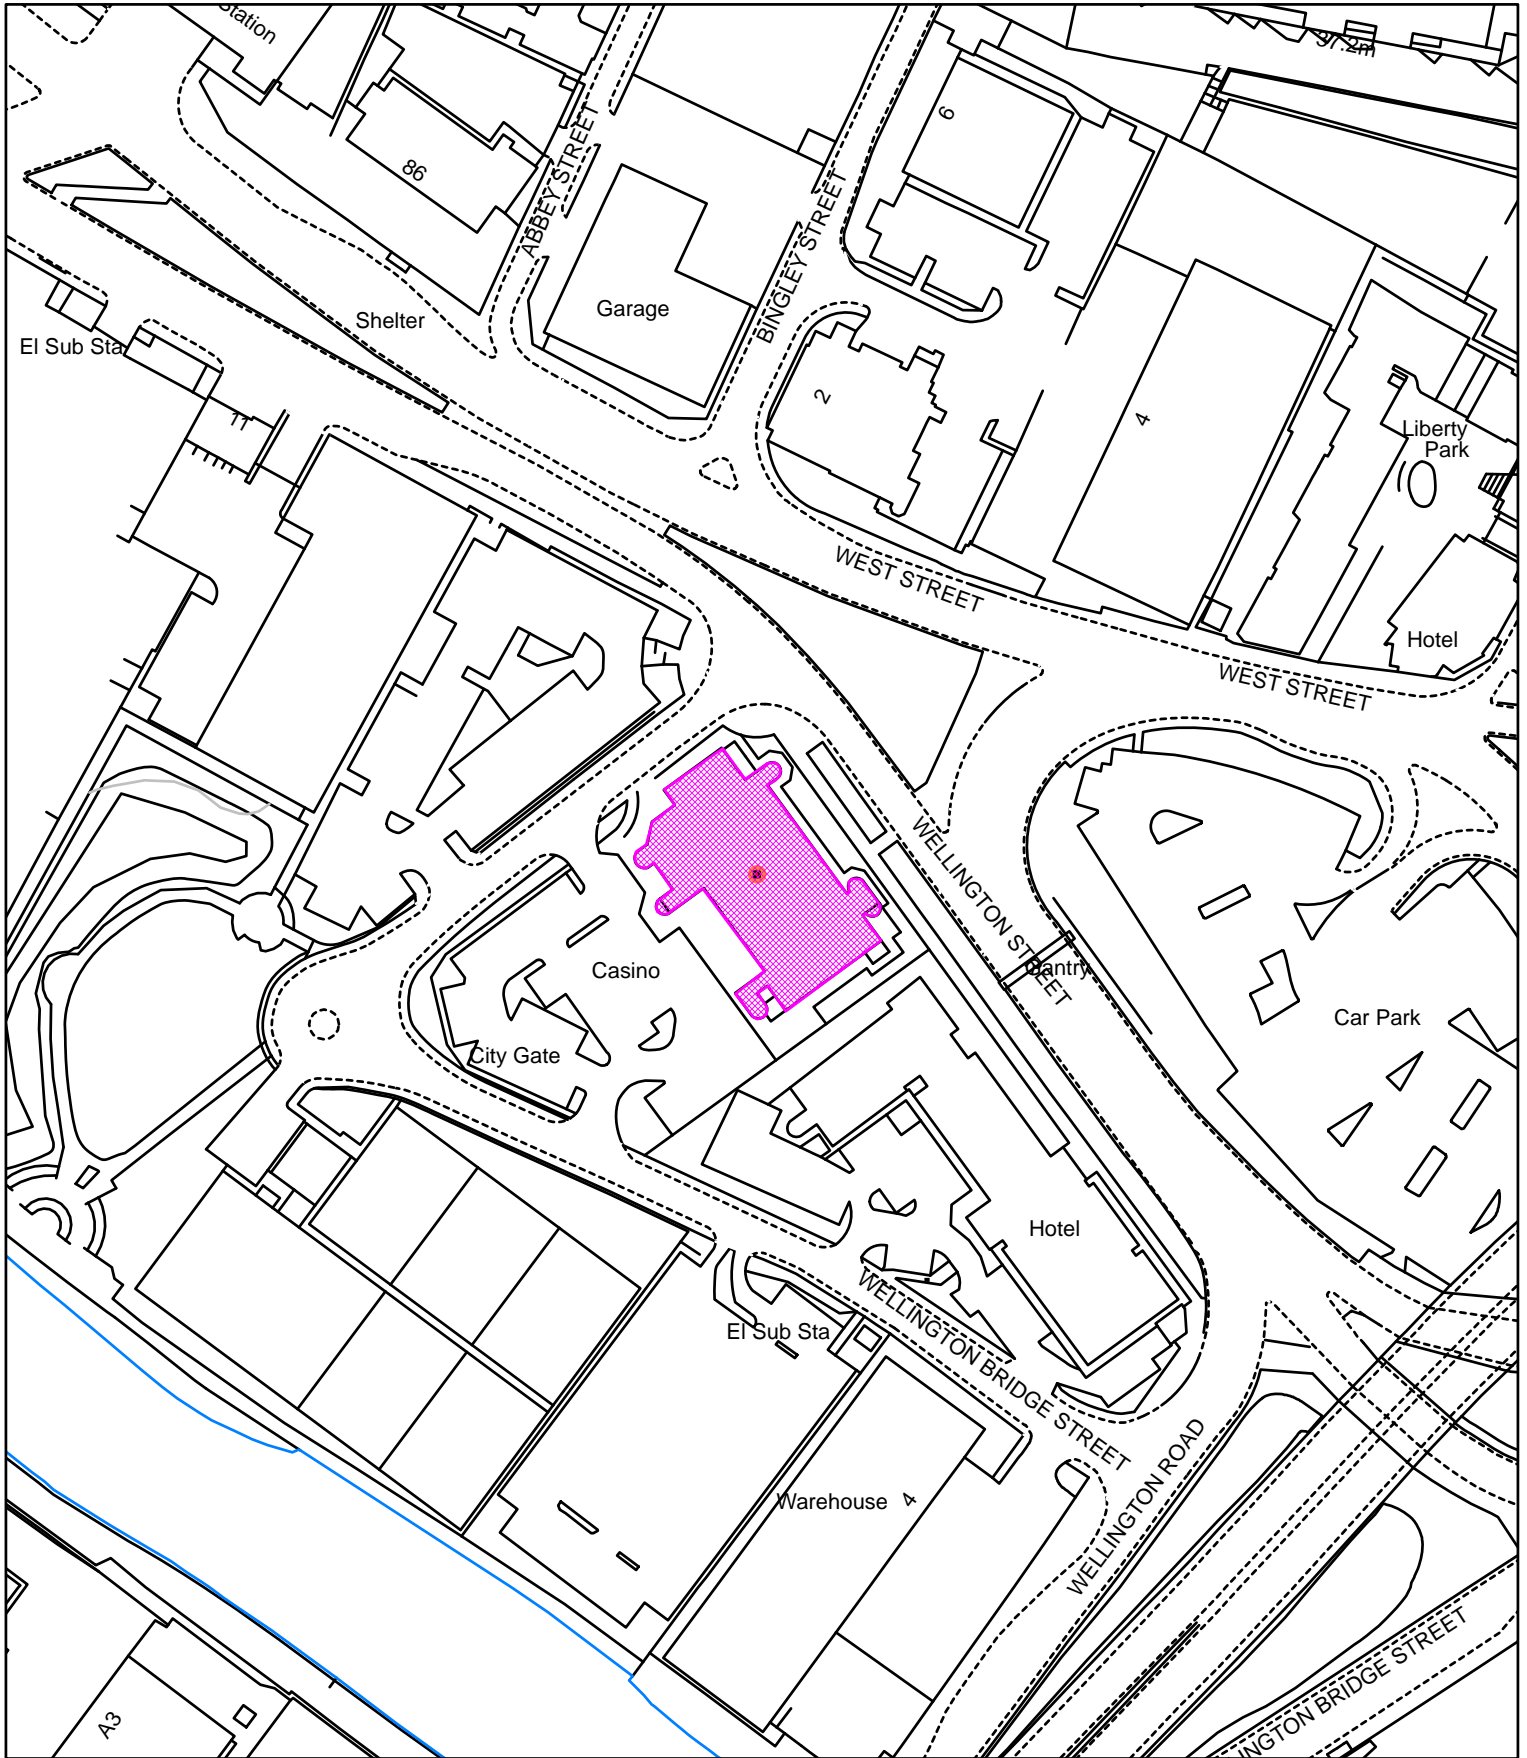 Station
37.2m
6
ABBEY STREET
86
BINGLEY STREET
Garage
Shelter
El Sub Sta
2
4
11
Liberty
Park
WEST STREET
Hotel
WEST STREET
WELLINGTON STREET
Casino
Gantry
Car Park
City Gate
Hotel
WELLINGTON BRIDGE STREET
El Sub Sta
WELLINGTON ROAD
Warehouse
4
INGTON BRIDGE STREET
A3